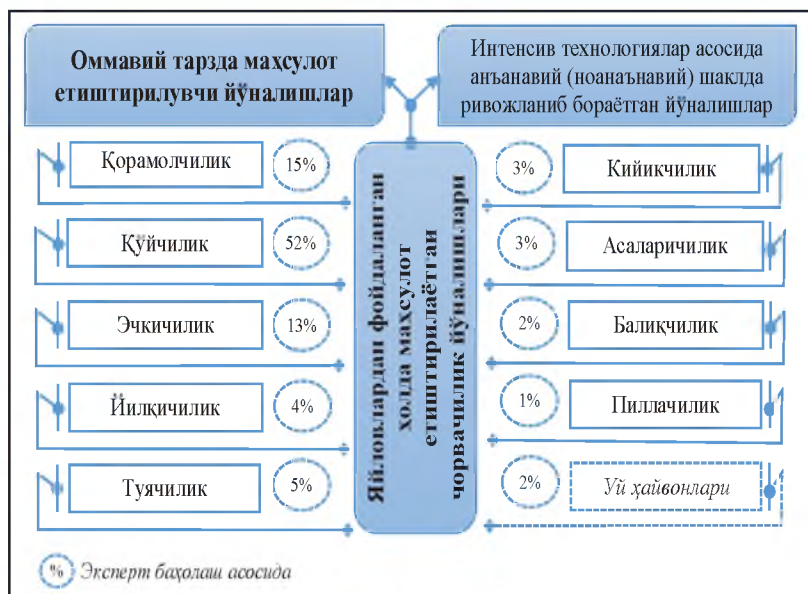 Оммавий тарзда маҳсулот
етиштирилувчи йўналишлар
Интенсив технологиялар асосида
анъанавий (ноанънавий) шаклда
ривожланиб бораётган йўналишлар
Қорамолчилик 15%
Қўйчилик 52%
Эчкичилик 13%
Йилқичилик 4%
Туячилик 5%
Яйловлардан фойдаланган
холда маҳсулот
етиштирилаётган
чорвачилик йўналишлари
3% Кийикчилик
3% Асаларичилик
2% Балиқчилик
1% Пиллачилик
2% Уй ҳайвонлари
% Эксперт баҳолаш асосида